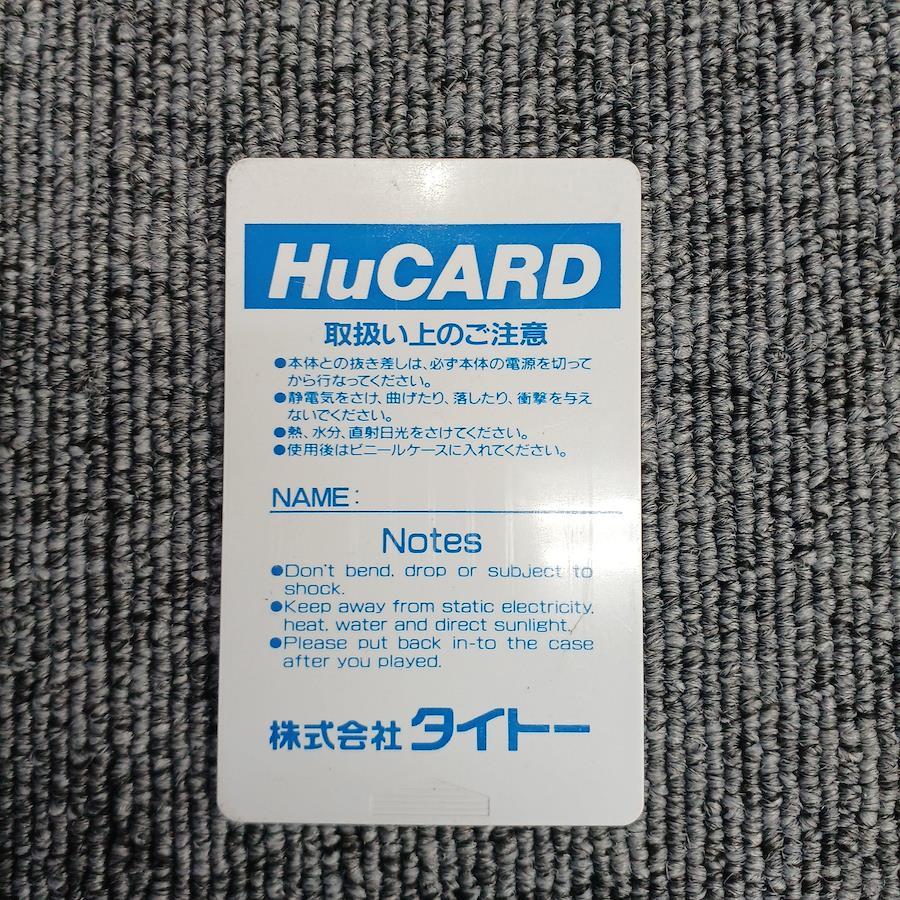 HuCARD
取扱い上のご注意
●本体との抜き差しは、必ず本体の電源を切って
から行なってください。
●静電気をさけ、曲げたり、落したり、衝撃を与え
ないでください。
●熱、水分、直射日光をさけてください。
●使用後はビニールケースに入れてください。
NAME:
Notes
●Don't bend, drop or subject to
shock.
●Keep away from static electricity,
heat, water and direct sunlight.
●Please put back in-to the case
after you played.
株式会社タイトー